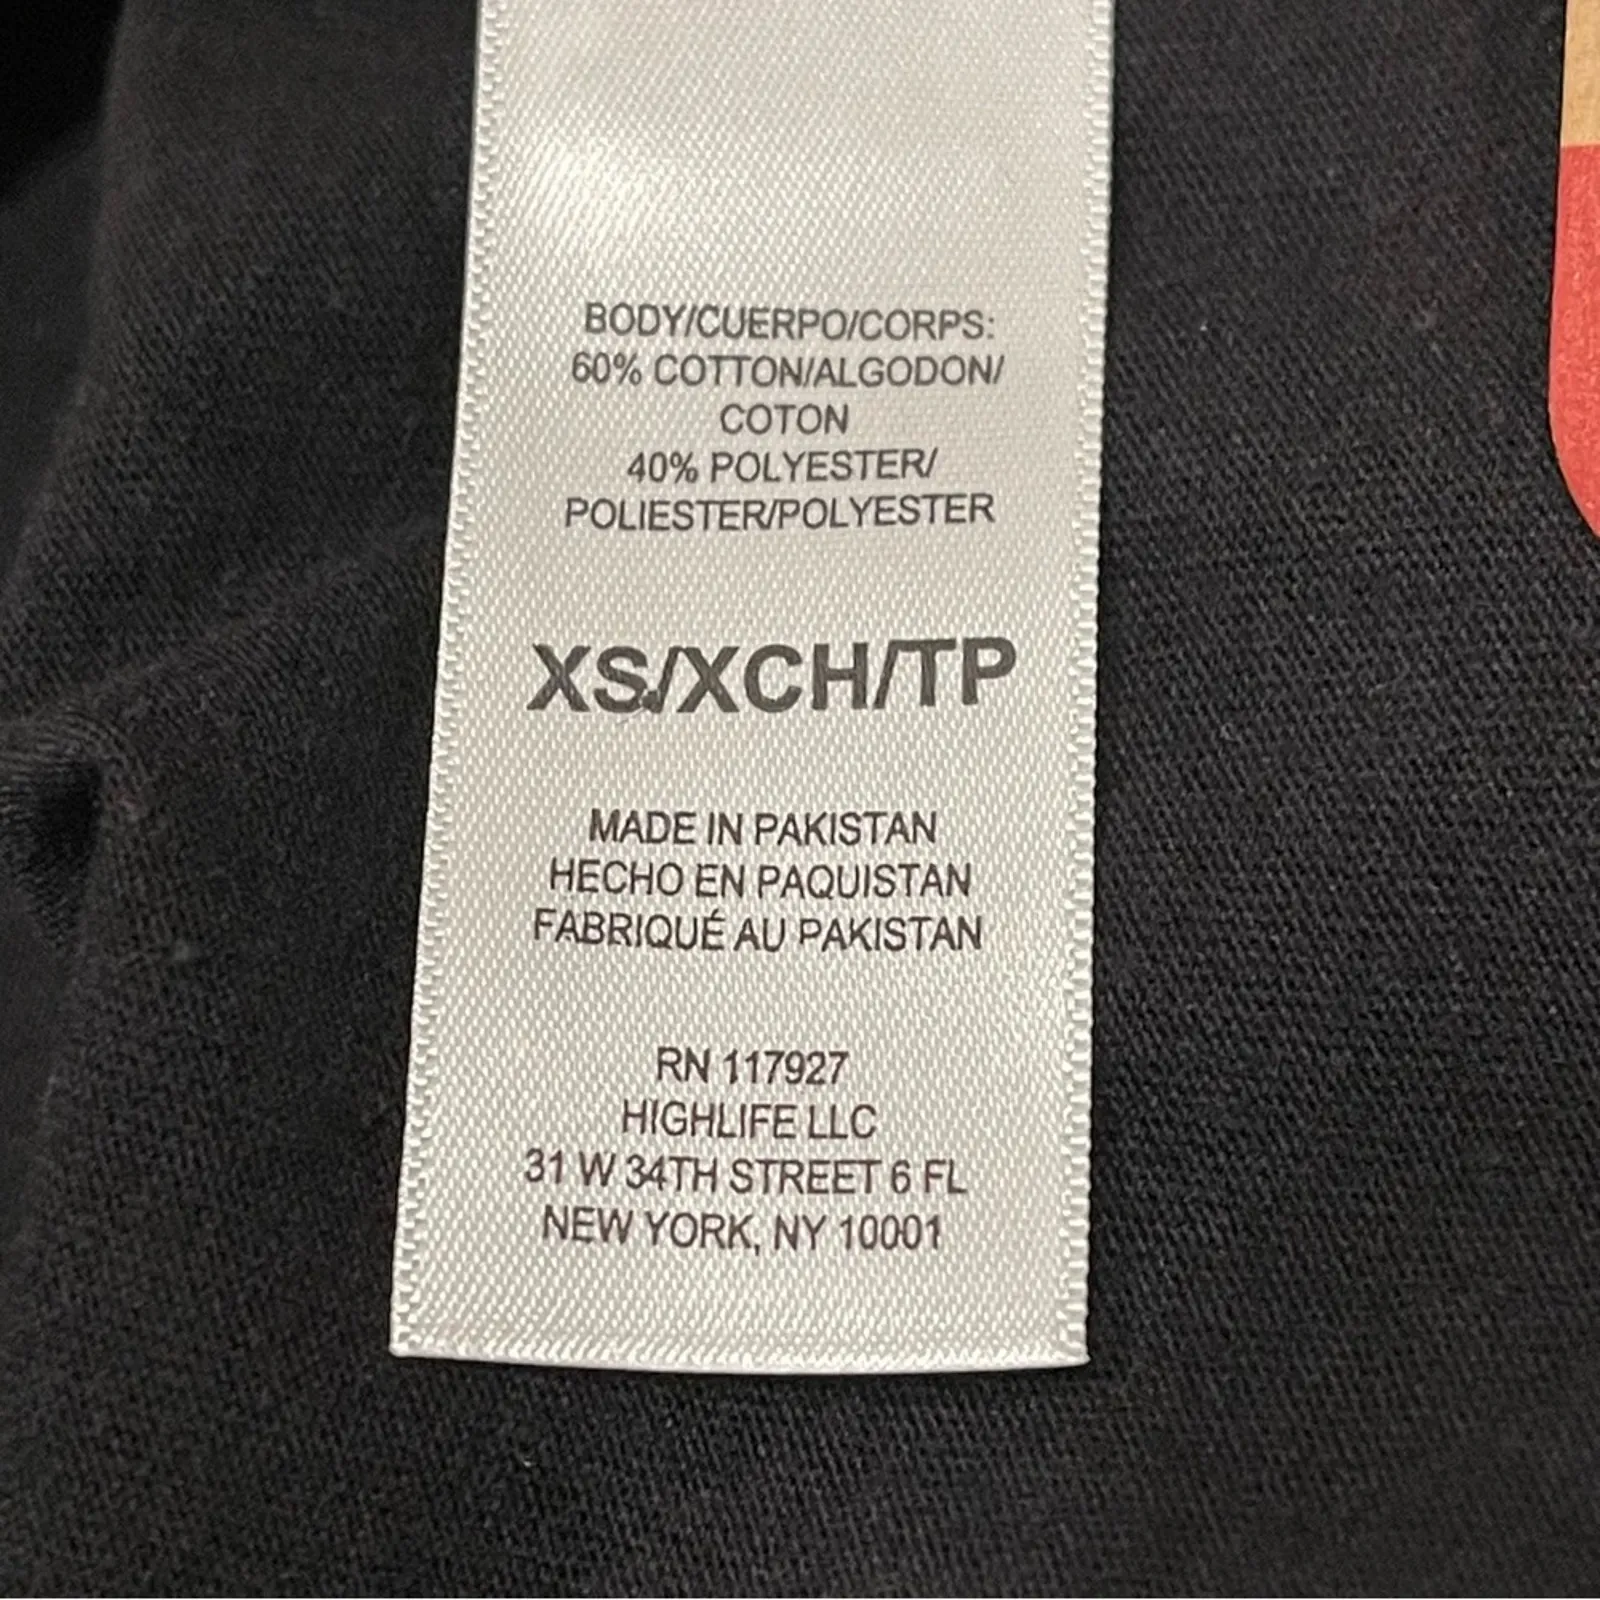 BODY/CUERPO/CORPS:
60% COTTON/ALGODON/
COTON
40% POLYESTER/
POLIESTER/POLYESTER
XS/XCH/TP
MADE IN PAKISTAN
HECHO EN PAQUISTAN
FABRIQUÉ AU PAKISTAN
RN 117927
HIGHLIFE LLC
31 W 34TH STREET 6 FL
NEW YORK, NY 10001